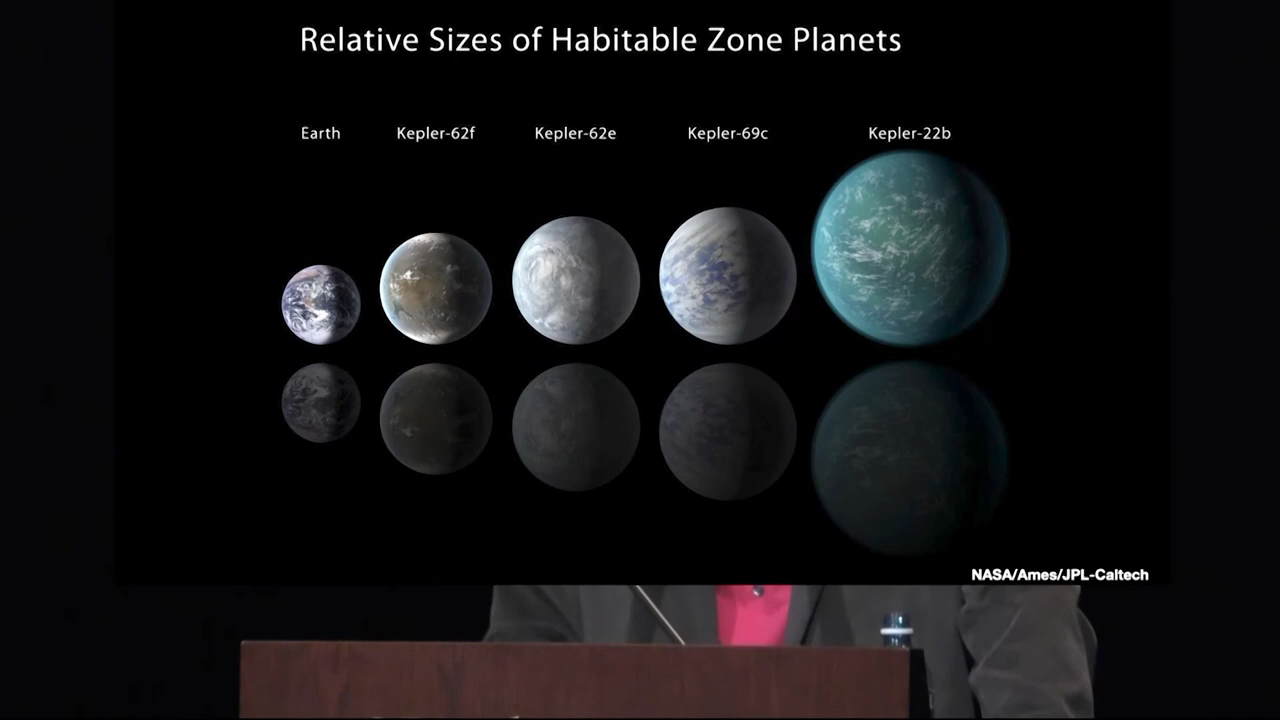 Relative Sizes of Habitable Zone Planets
Earth
Kepler-62f
Kepler-62e
Kepler-69c
Kepler-22b
NASA/Ames/JPL-Caltech